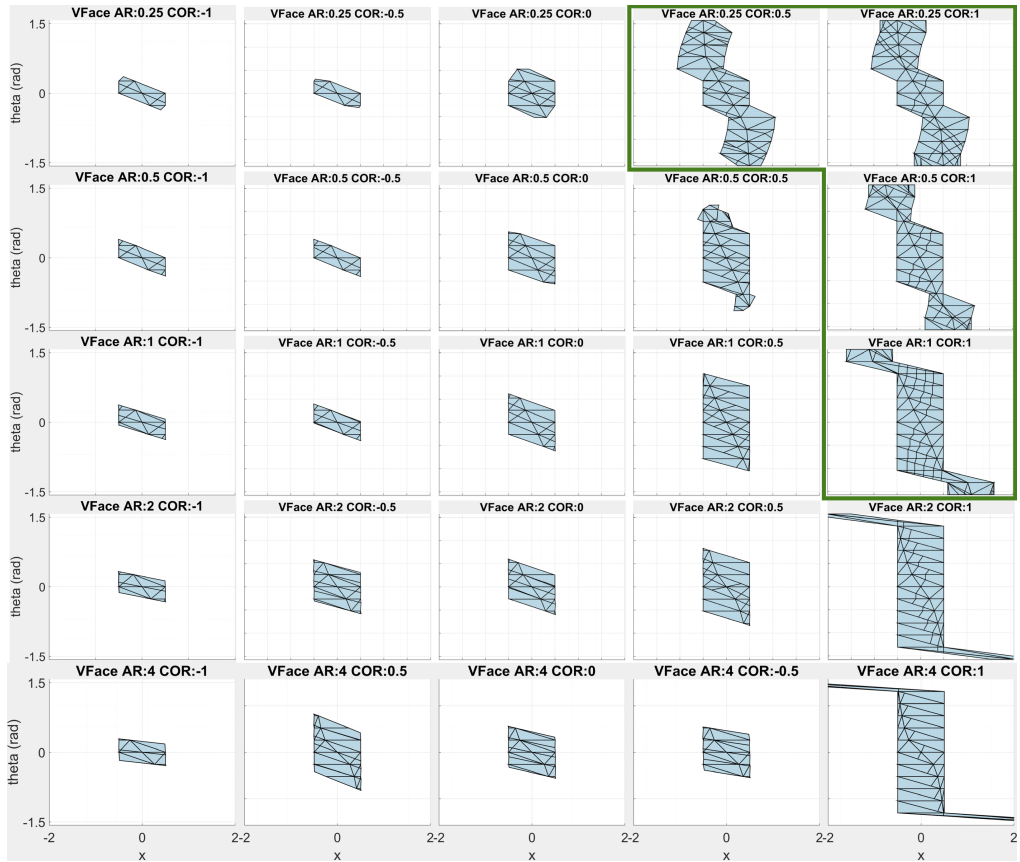 VFace AR:0.25 COR:-1
VFace AR:0.25 COR:-0.5
VFace AR:0.25 COR:0
VFace AR:0.25 COR:0.5
VFace AR:0.25 COR:1
1.5
0
-1.5
theta (rad)
VFace AR:0.5 COR:-1
VFace AR:0.5 COR:-0.5
VFace AR:0.5 COR:0
VFace AR:0.5 COR:0.5
VFace AR:0.5 COR:1
1.5
0
-1.5
theta (rad)
VFace AR:1 COR:-1
VFace AR:1 COR:-0.5
VFace AR:1 COR:0
VFace AR:1 COR:0.5
VFace AR:1 COR:1
1.5
0
-1.5
theta (rad)
VFace AR:2 COR:-1
VFace AR:2 COR:-0.5
VFace AR:2 COR:0
VFace AR:2 COR:0.5
VFace AR:2 COR:1
1.5
0
-1.5
theta (rad)
VFace AR:4 COR:-1
VFace AR:4 COR:0.5
VFace AR:4 COR:0
VFace AR:4 COR:-0.5
VFace AR:4 COR:1
1.5
0
-1.5
theta (rad)
-2 0 2-2 0 2-2 0 2-2 0 2-2 0 2
x x x x x